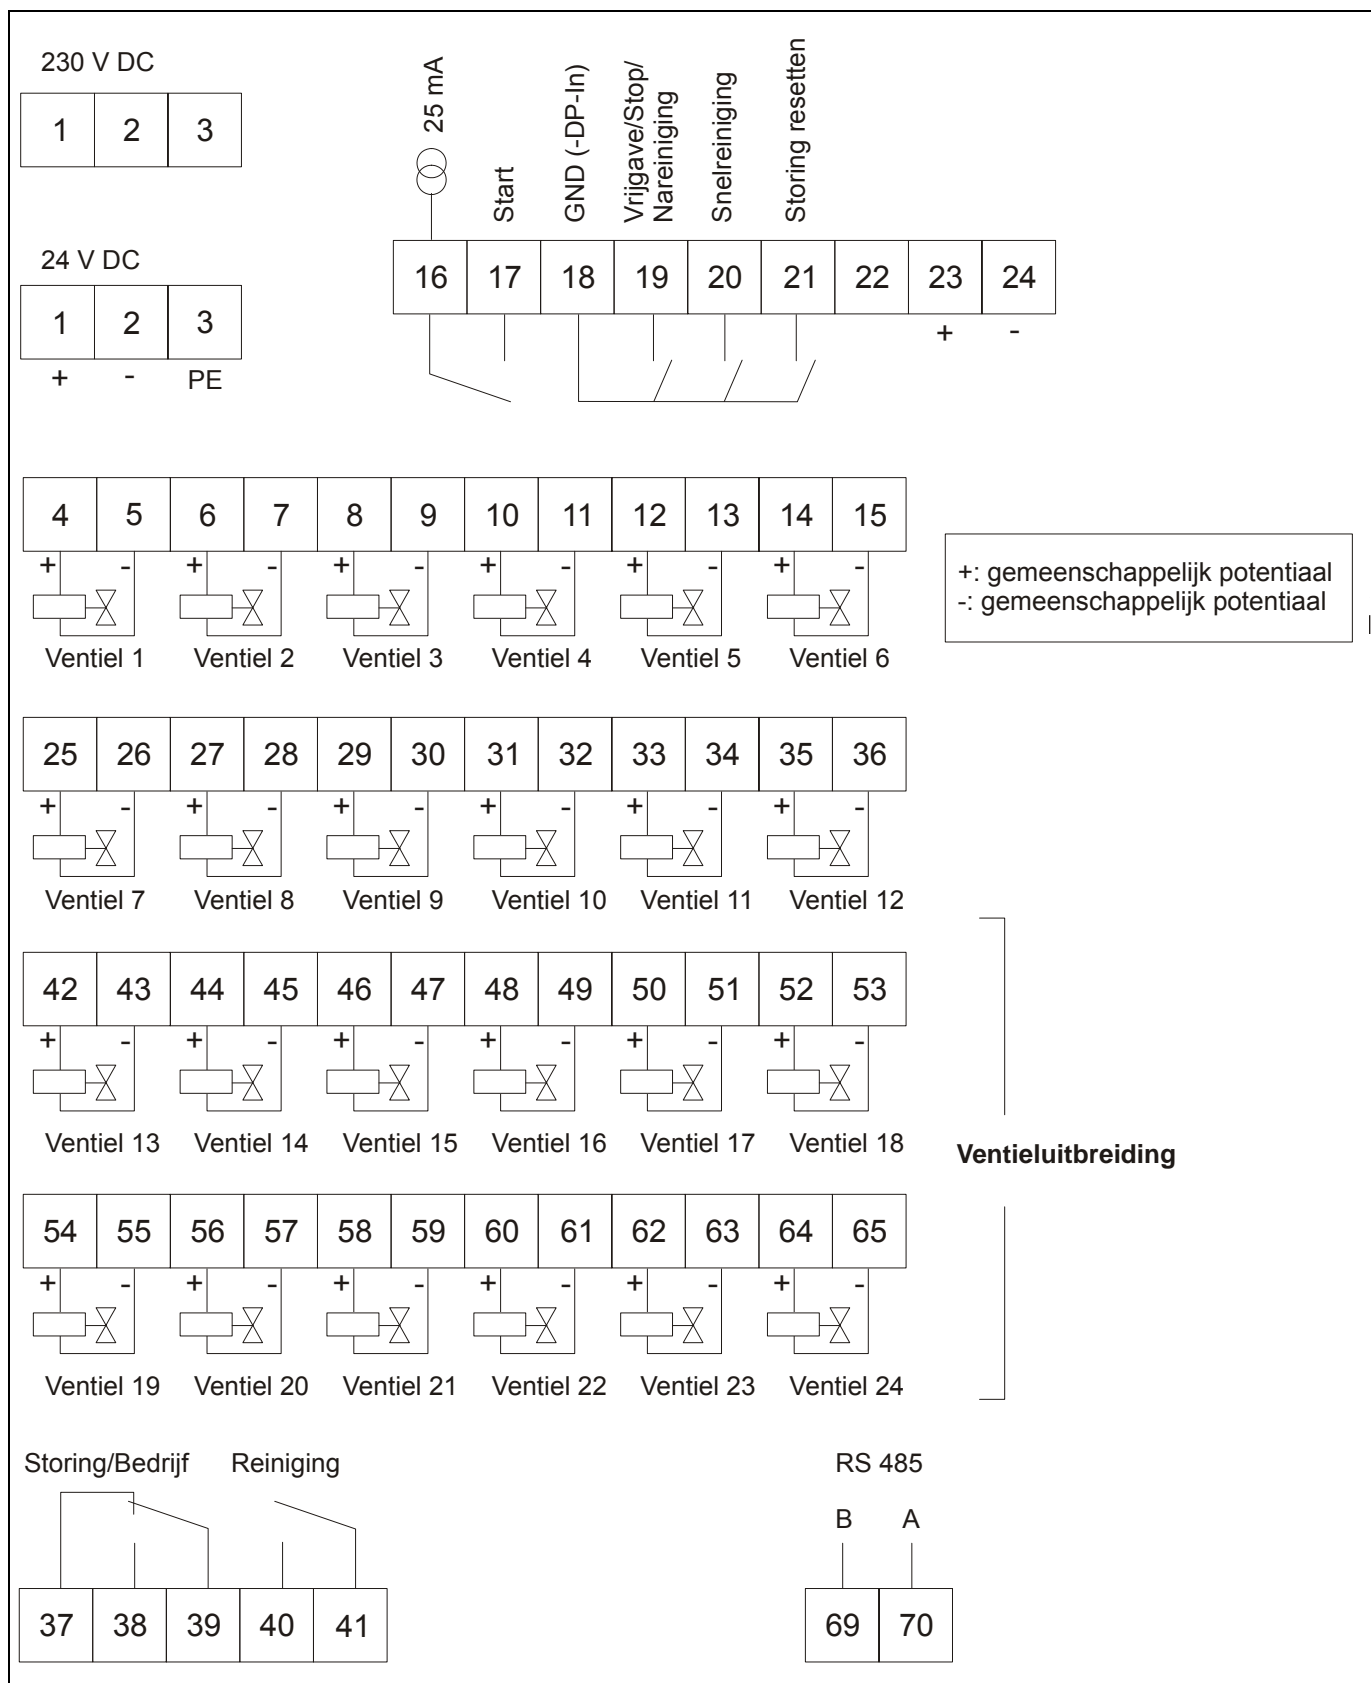 230 V DC
1 2 3
24 V DC
1 2 3
+ - PE
25 mA
Start
GND (-DP-In)
Vrijgave/Stop/
Nareiniging
Snelreiniging
Storing resetten
16 17 18 19 20 21 22 23 24
+ -
4 5 6 7 8 9 10 11 12 13 14 15
+ - + - + - + - + - + -
Ventiel 1 Ventiel 2 Ventiel 3 Ventiel 4 Ventiel 5 Ventiel 6
+: gemeenschappelijk potentiaal
-: gemeenschappelijk potentiaal
25 26 27 28 29 30 31 32 33 34 35 36
+ - + - + - + - + - + -
Ventiel 7 Ventiel 8 Ventiel 9 Ventiel 10 Ventiel 11 Ventiel 12
42 43 44 45 46 47 48 49 50 51 52 53
+ - + - + - + - + - + -
Ventiel 13 Ventiel 14 Ventiel 15 Ventiel 16 Ventiel 17 Ventiel 18
Ventieluitbreiding
54 55 56 57 58 59 60 61 62 63 64 65
+ - + - + - + - + - + -
Ventiel 19 Ventiel 20 Ventiel 21 Ventiel 22 Ventiel 23 Ventiel 24
Storing/Bedrijf Reiniging
37 38 39 40 41
RS 485
B A
69 70